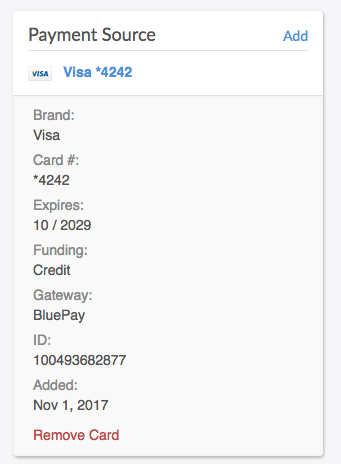 Payment Source Add
VISA Visa *4242
Brand:
Visa
Card #:
*4242
Expires:
10 / 2029
Funding:
Credit
Gateway:
BluePay
ID:
100493682877
Added:
Nov 1, 2017
Remove Card